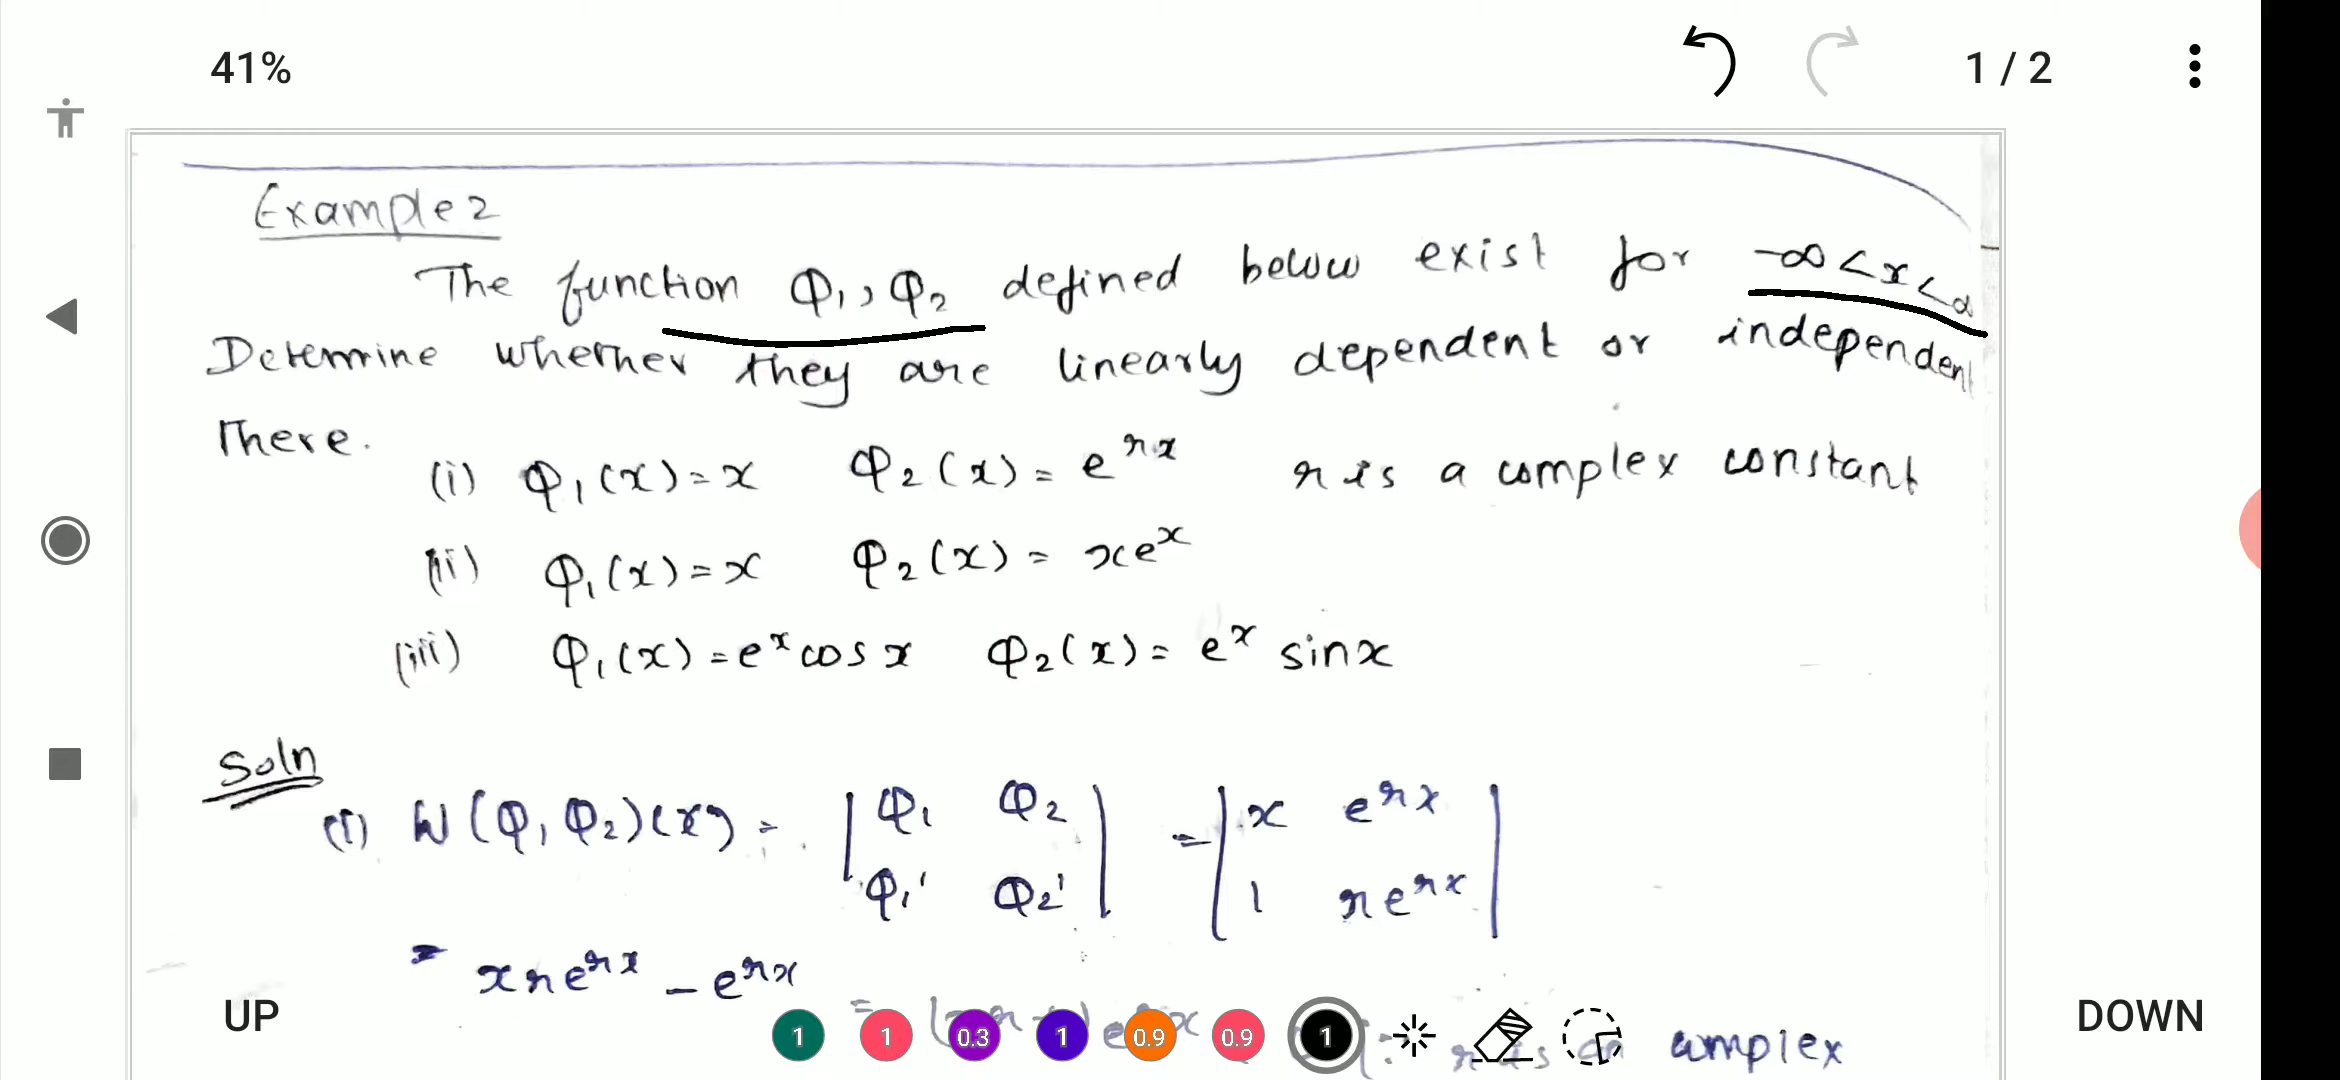 41%
1 / 2
Example 2
The function φ₁, φ₂ defined below exist for -∞ < x < α
Determine whether they are linearly dependent or independent
There.
(i) φ₁(x) = x φ₂(x) = e^{rx} r is a complex constant
(ii) φ₁(x) = x φ₂(x) = xe^x
(iii) φ₁(x) = e^x cos x φ₂(x) = e^x sin x
Soln
(i) W(φ₁ φ₂)(x) = | φ₁ φ₂ | = | x e^{rx} |
| φ₁' φ₂' | | 1 r e^{rx} |
= x r e^{rx} - e^{rx}
UP
1 1 0.3 1 0.9 0.9 1
complex
DOWN